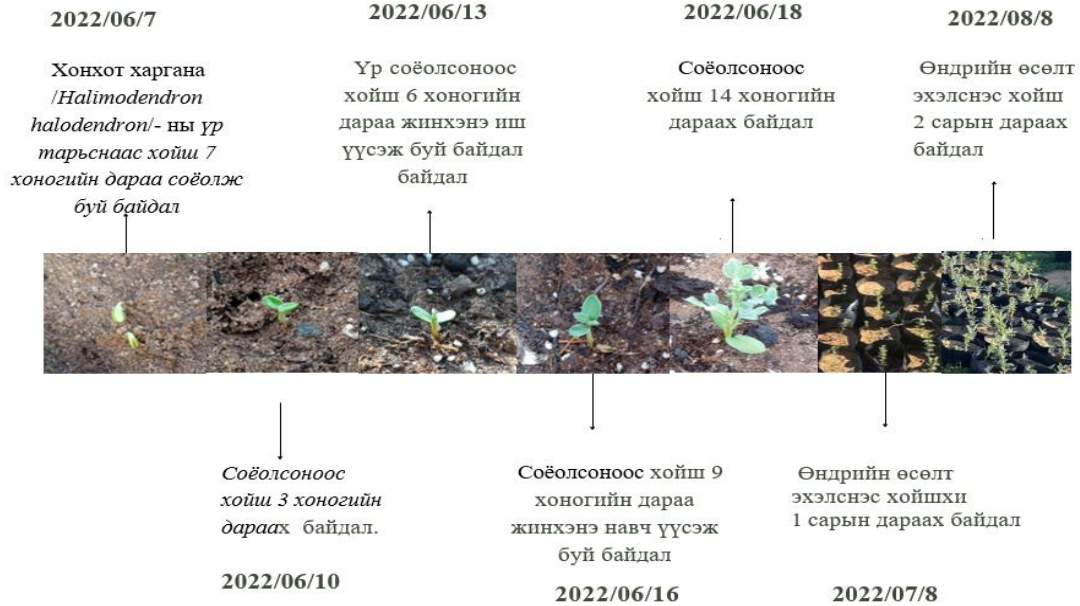 2022/06/7
Хонхот харгана
/Halimodendron
halodendron/- ны үр
тарьснаас хойш 7
хоногийн дараа соёолж
буй байдал
2022/06/13
Үр соёолсоноос
хойш 6 хоногийн
дараа жинхэнэ иш
үүсэж буй байдал
байдал
2022/06/18
Соёолсоноос
хойш 14 хоногийн
дараах байдал
2022/08/8
Өндрийн өсөлт
эхэлснэс хойш
2 сарын дараах
байдал
Соёолсоноос
хойш 3 хоногийн
дараах байдал.
2022/06/10
Соёолсоноос хойш 9
хоногийн дараа
жинхэнэ навч үүсэж
буй байдал
2022/06/16
Өндрийн өсөлт
эхэлснэс хойшхи
1 сарын дараах байдал
2022/07/8